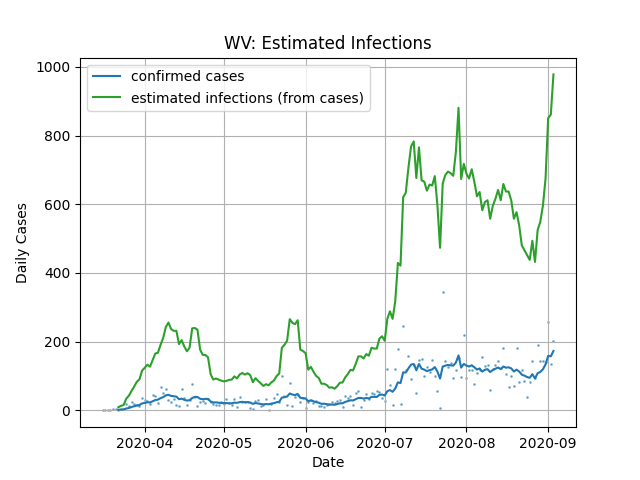 WV: Estimated Infections
confirmed cases
estimated infections (from cases)
1000
800
600
400
200
0
Daily Cases
2020-04 2020-05 2020-06 2020-07 2020-08 2020-09
Date